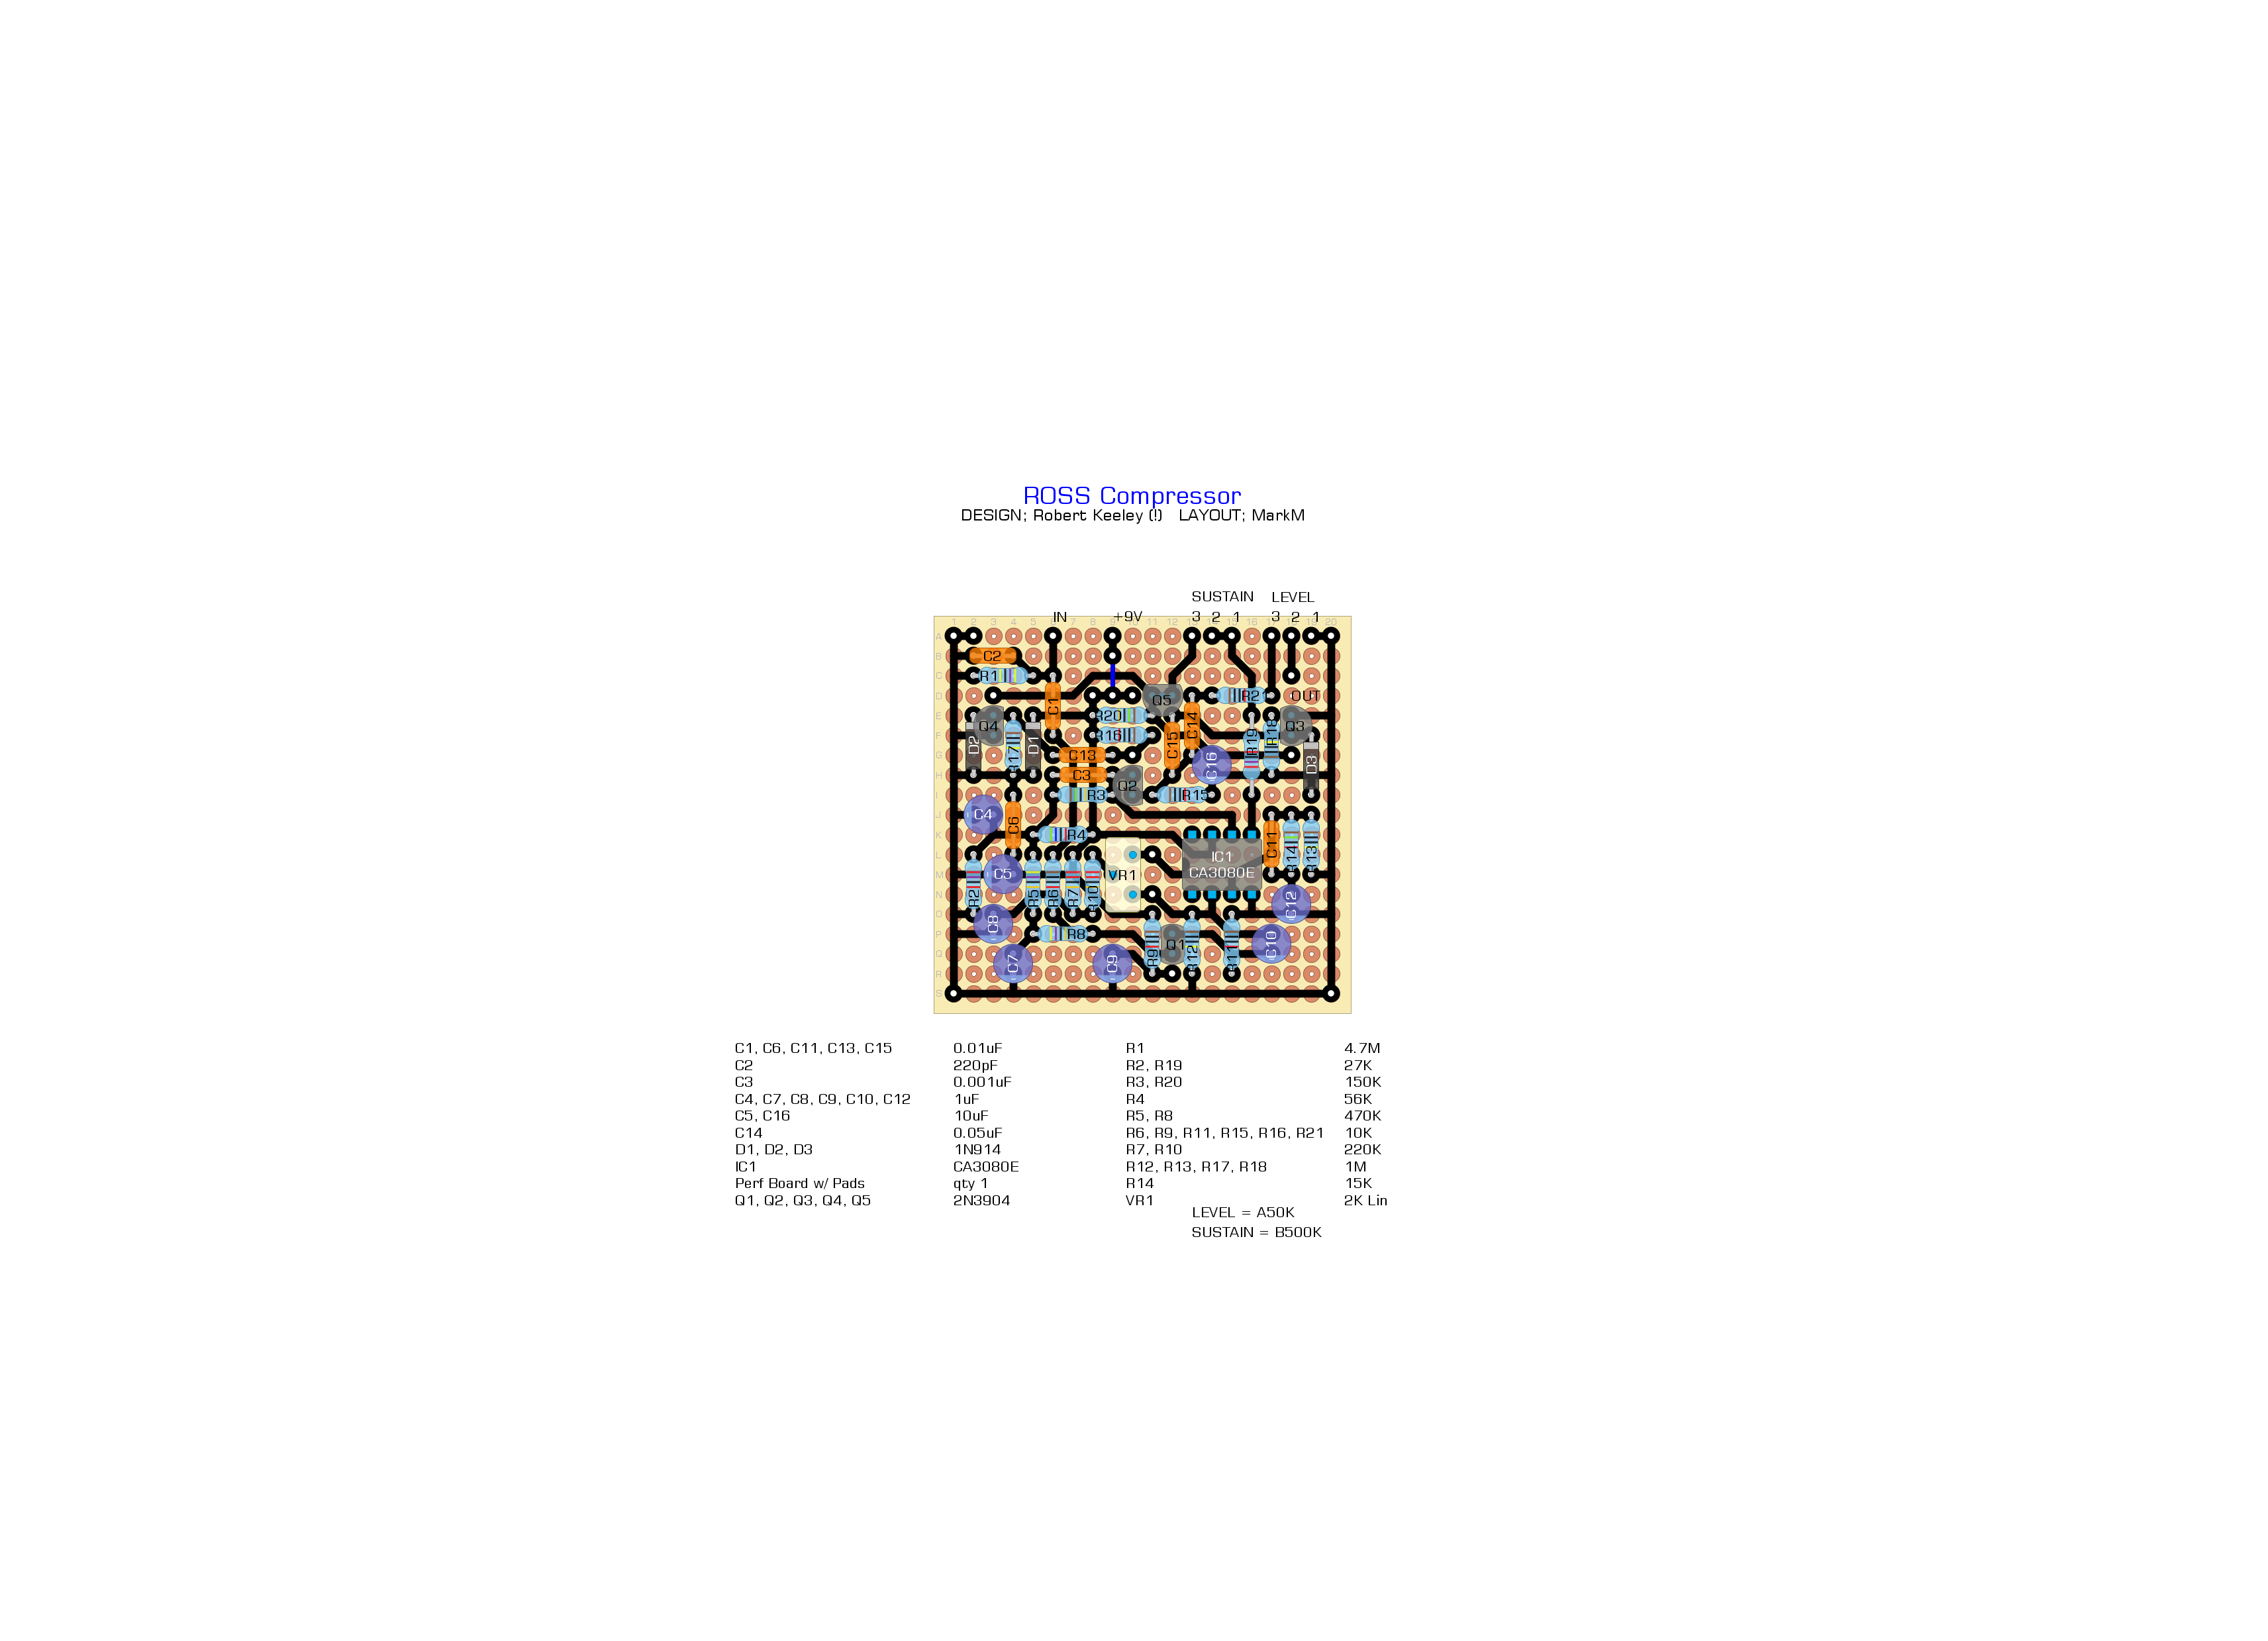 ROSS Compressor
DESIGN; Robert Keeley (!) LAYOUT; MarkM
SUSTAIN LEVEL
IN +9V 3 2 1 3 2 1
C2
R1
C1
Q5
R21
OUT
R20
C14
Q4
Q3
R16
R18
D2
R17
D1
C15
R19
C13
C16
D3
C3
Q2
R3
R15
C4
C6
R4
C11
R14
R13
IC1
CA3080E
C5
VR1
R2
R5
R6
R7
R10
C12
C8
R8
R9
Q1
R12
R11
C10
C7
C9
C1, C6, C11, C13, C15 0.01uF R1 4.7M
C2 220pF R2, R19 27K
C3 0.001uF R3, R20 150K
C4, C7, C8, C9, C10, C12 1uF R4 56K
C5, C16 10uF R5, R8 470K
C14 0.05uF R6, R9, R11, R15, R16, R21 10K
D1, D2, D3 1N914 R7, R10 220K
IC1 CA3080E R12, R13, R17, R18 1M
Perf Board w/ Pads qty 1 R14 15K
Q1, Q2, Q3, Q4, Q5 2N3904 VR1 2K Lin
LEVEL = A50K
SUSTAIN = B500K